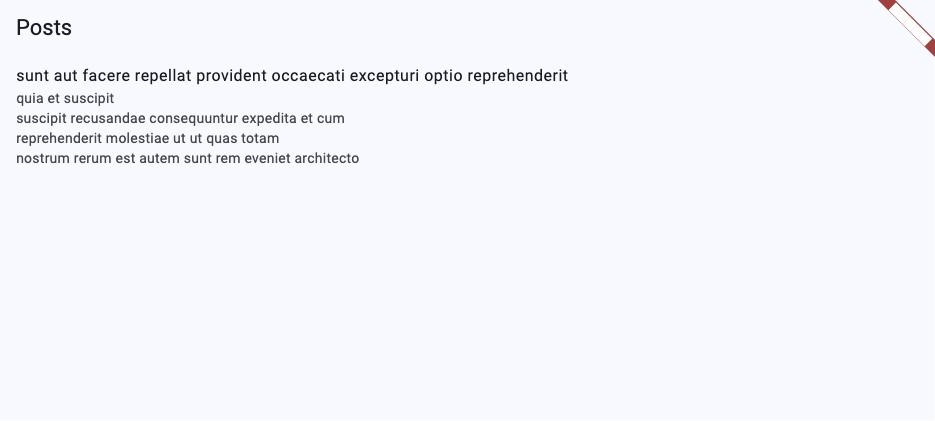 Posts
sunt aut facere repellat provident occaecati excepturi optio reprehenderit
quia et suscipit
suscipit recusandae consequuntur expedita et cum
reprehenderit molestiae ut ut quas totam
nostrum rerum est autem sunt rem eveniet architecto